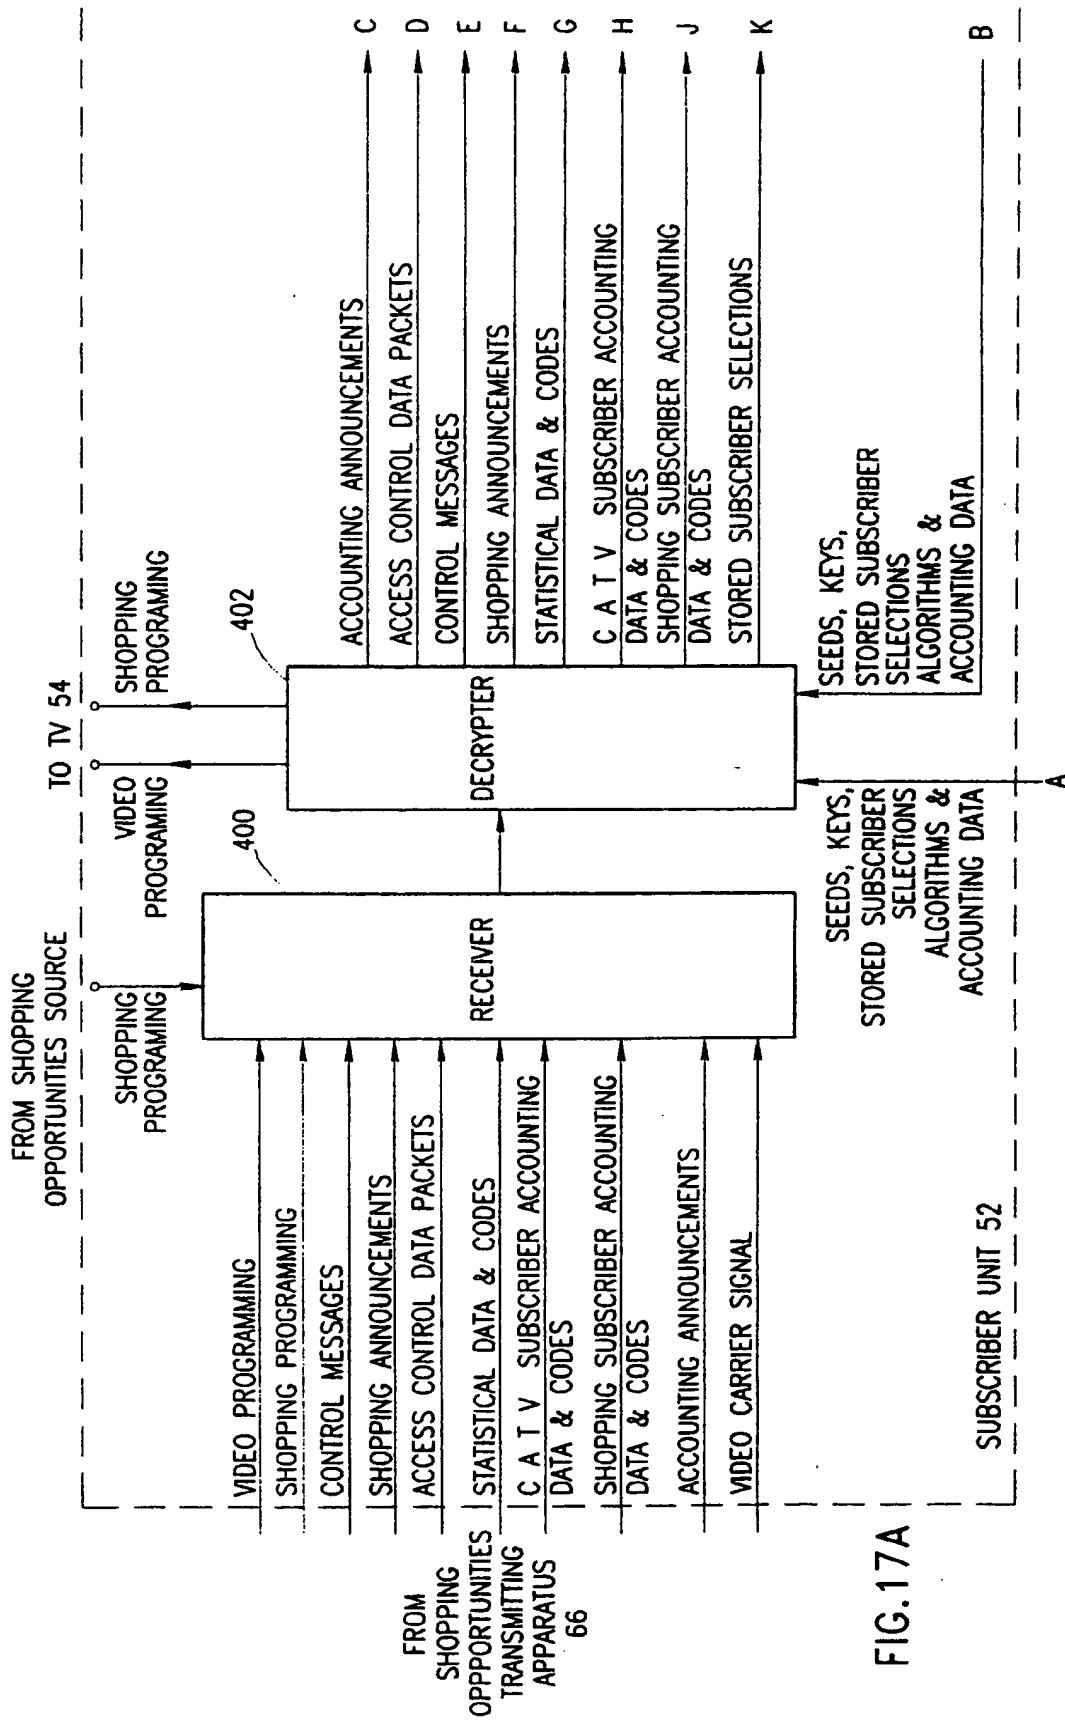 FROM SHOPPING
OPPORTUNITIES SOURCE
SHOPPING
PROGRAMING
TO TV 54
VIDEO
PROGRAMING
SHOPPING
PROGRAMING
400
402
RECEIVER
DECRYPTER
FROM
SHOPPING
OPPPORTUNITIES
TRANSMITTING
APPARATUS
66
VIDEO PROGRAMMING
SHOPPING PROGRAMMING
CONTROL MESSAGES
SHOPPING ANNOUNCEMENTS
ACCESS CONTROL DATA PACKETS
STATISTICAL DATA & CODES
C A T V SUBSCRIBER ACCOUNTING
DATA & CODES
SHOPPING SUBSCRIBER ACCOUNTING
DATA & CODES
ACCOUNTING ANNOUNCEMENTS
VIDEO CARRIER SIGNAL
ACCOUNTING ANNOUNCEMENTS
C
ACCESS CONTROL DATA PACKETS
D
CONTROL MESSAGES
E
SHOPPING ANNOUNCEMENTS
F
STATISTICAL DATA & CODES
G
C A T V SUBSCRIBER ACCOUNTING
DATA & CODES
H
SHOPPING SUBSCRIBER ACCOUNTING
DATA & CODES
J
STORED SUBSCRIBER SELECTIONS
K
SEEDS, KEYS,
STORED SUBSCRIBER
SELECTIONS
ALGORITHMS &
ACCOUNTING DATA
A
SEEDS, KEYS,
STORED SUBSCRIBER
SELECTIONS
ALGORITHMS &
ACCOUNTING DATA
B
SUBSCRIBER UNIT 52
FIG.17A